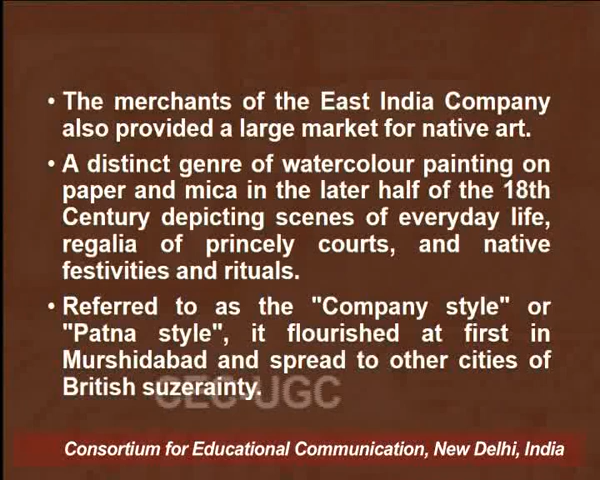 • The merchants of the East India Company
also provided a large market for native art.
• A distinct genre of watercolour painting on
paper and mica in the later half of the 18th
Century depicting scenes of everyday life,
regalia of princely courts, and native
festivities and rituals.
• Referred to as the "Company style" or
"Patna style", it flourished at first in
Murshidabad and spread to other cities of
British suzerainty.
CEC-UGC
Consortium for Educational Communication, New Delhi, India